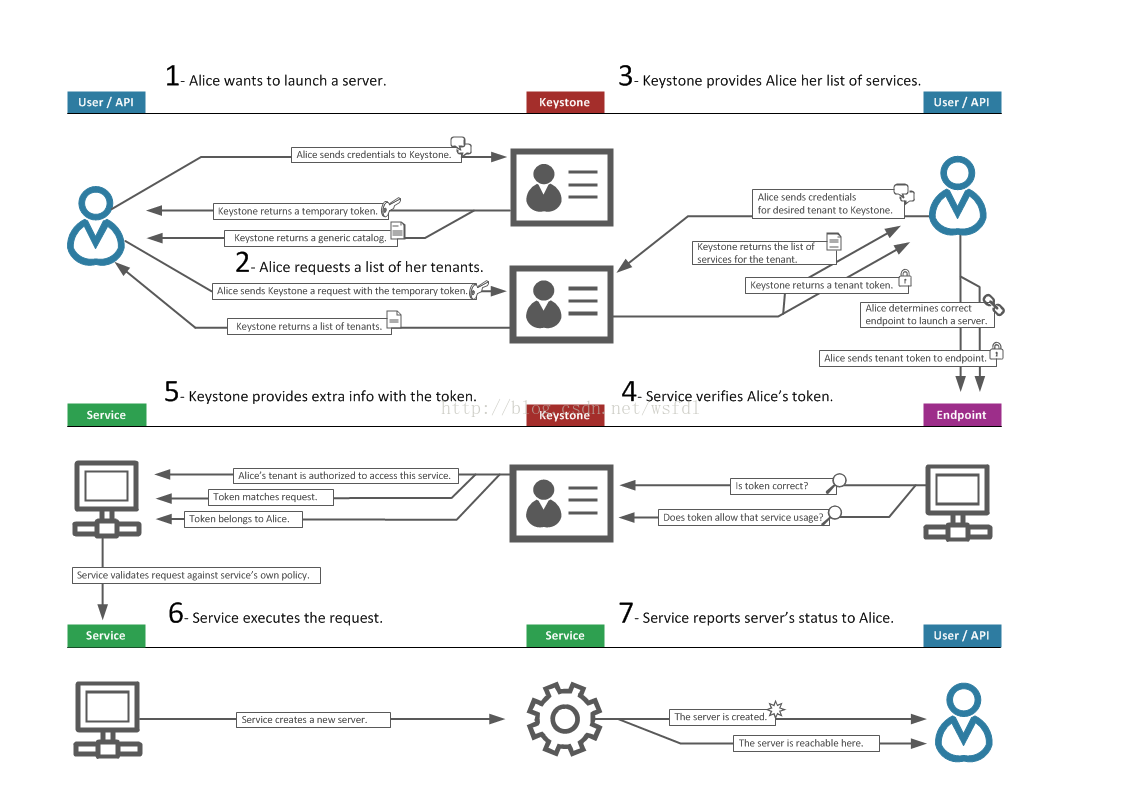 1- Alice wants to launch a server.
3- Keystone provides Alice her list of services.
User / API
Keystone
User / API
Alice sends credentials to Keystone.
Keystone returns a temporary token.
Keystone returns a generic catalog.
2- Alice requests a list of her tenants.
Alice sends Keystone a request with the temporary token.
Keystone returns a list of tenants.
Alice sends credentials
for desired tenant to Keystone.
Keystone returns the list of
services for the tenant.
Keystone returns a tenant token.
Alice determines correct
endpoint to launch a server.
Alice sends tenant token to endpoint.
5- Keystone provides extra info with the token.
4- Service verifies Alice's token.
http://blog.csdn.net/wsfdl
Service
Keystone
Endpoint
Alice's tenant is authorized to access this service.
Token matches request.
Token belongs to Alice.
Is token correct?
Does token allow that service usage?
Service validates request against service's own policy.
6- Service executes the request.
7- Service reports server's status to Alice.
Service
Service
User / API
Service creates a new server.
The server is created.
The server is reachable here.